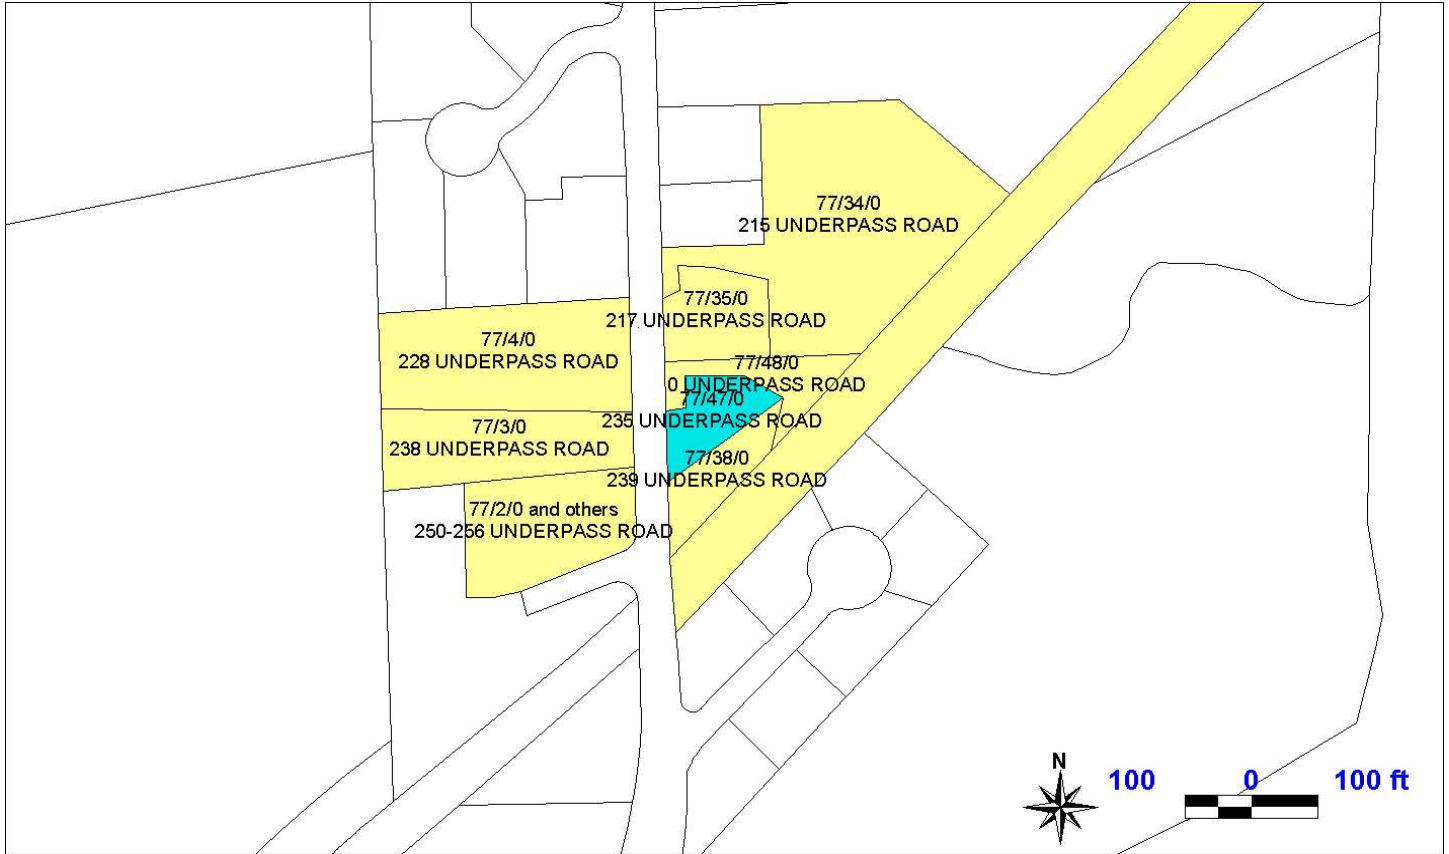 77/34/0
215 UNDERPASS ROAD
77/35/0
217 UNDERPASS ROAD
77/4/0
228 UNDERPASS ROAD
77/48/0
0 UNDERPASS ROAD
77/47/0
235 UNDERPASS ROAD
77/3/0
238 UNDERPASS ROAD
77/38/0
239 UNDERPASS ROAD
77/2/0 and others
250-256 UNDERPASS ROAD
N
100 0 100 ft